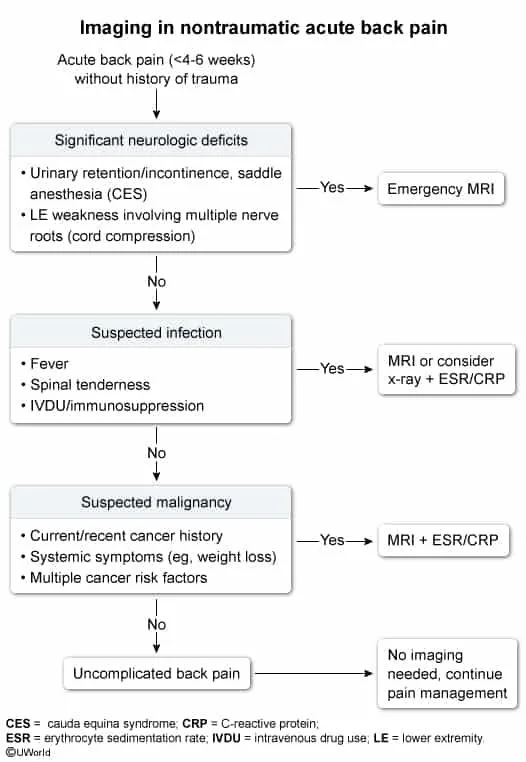 Imaging in nontraumatic acute back pain
Acute back pain (<4-6 weeks)
without history of trauma
Significant neurologic deficits
• Urinary retention/incontinence, saddle
anesthesia (CES)
• LE weakness involving multiple nerve
roots (cord compression)
Yes
Emergency MRI
No
Suspected infection
• Fever
• Spinal tenderness
• IVDU/immunosuppression
Yes
MRI or consider
x-ray + ESR/CRP
No
Suspected malignancy
• Current/recent cancer history
• Systemic symptoms (eg, weight loss)
• Multiple cancer risk factors
Yes
MRI + ESR/CRP
No
Uncomplicated back pain
No imaging
needed, continue
pain management
CES = cauda equina syndrome; CRP = C-reactive protein;
ESR = erythrocyte sedimentation rate; IVDU = intravenous drug use; LE = lower extremity.
©UWorld